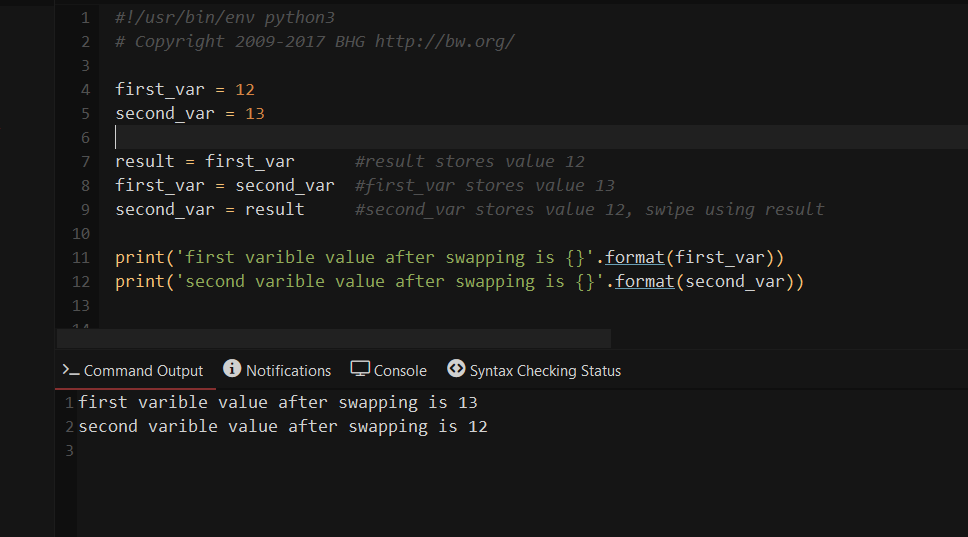 1 #!/usr/bin/env python3
2 # Copyright 2009-2017 BHG http://bw.org/
3
4 first_var = 12
5 second_var = 13
6
7 result = first_var      #result stores value 12
8 first_var = second_var  #first_var stores value 13
9 second_var = result     #second_var stores value 12, swipe using result
10
11 print('first varible value after swapping is {}'.format(first_var))
12 print('second varible value after swapping is {}'.format(second_var))
13
14
Command Output Notifications Console Syntax Checking Status
1 first varible value after swapping is 13
2 second varible value after swapping is 12
3